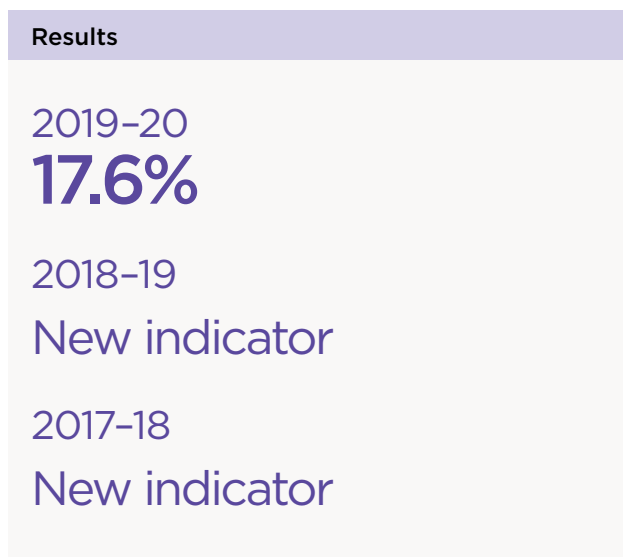 Results
2019–20
17.6%
2018–19
New indicator
2017–18
New indicator